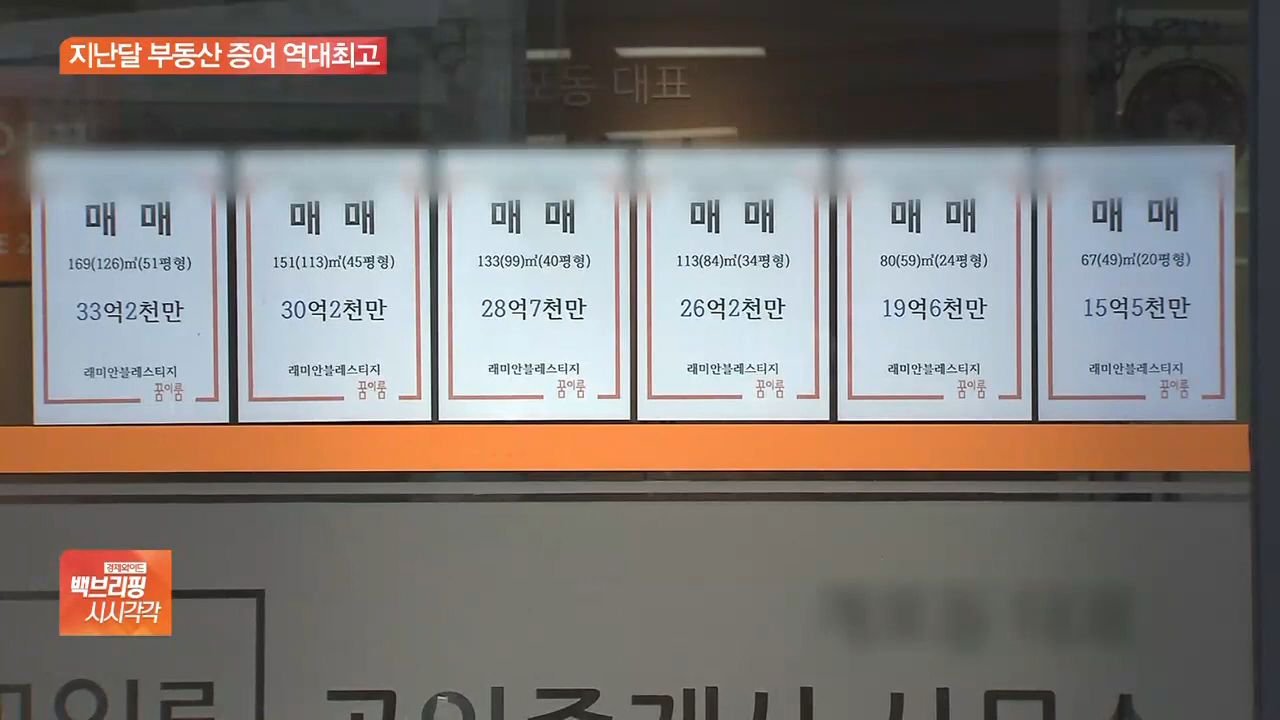 지난달 부동산 증여 역대최고
포동 대표
매 매
169(126)㎡(51평형)
33억2천만
래미안블레스티지
꿈이룸
매 매
151(113)㎡(45평형)
30억2천만
래미안블레스티지
꿈이룸
매 매
133(99)㎡(40평형)
28억7천만
래미안블레스티지
꿈이룸
매 매
113(84)㎡(34평형)
26억2천만
래미안블레스티지
꿈이룸
매 매
80(59)㎡(24평형)
19억6천만
래미안블레스티지
꿈이룸
매 매
67(49)㎡(20평형)
15억5천만
래미안블레스티지
꿈이룸
경제와이드
백브리핑
시시각각
공인중개사 사무소